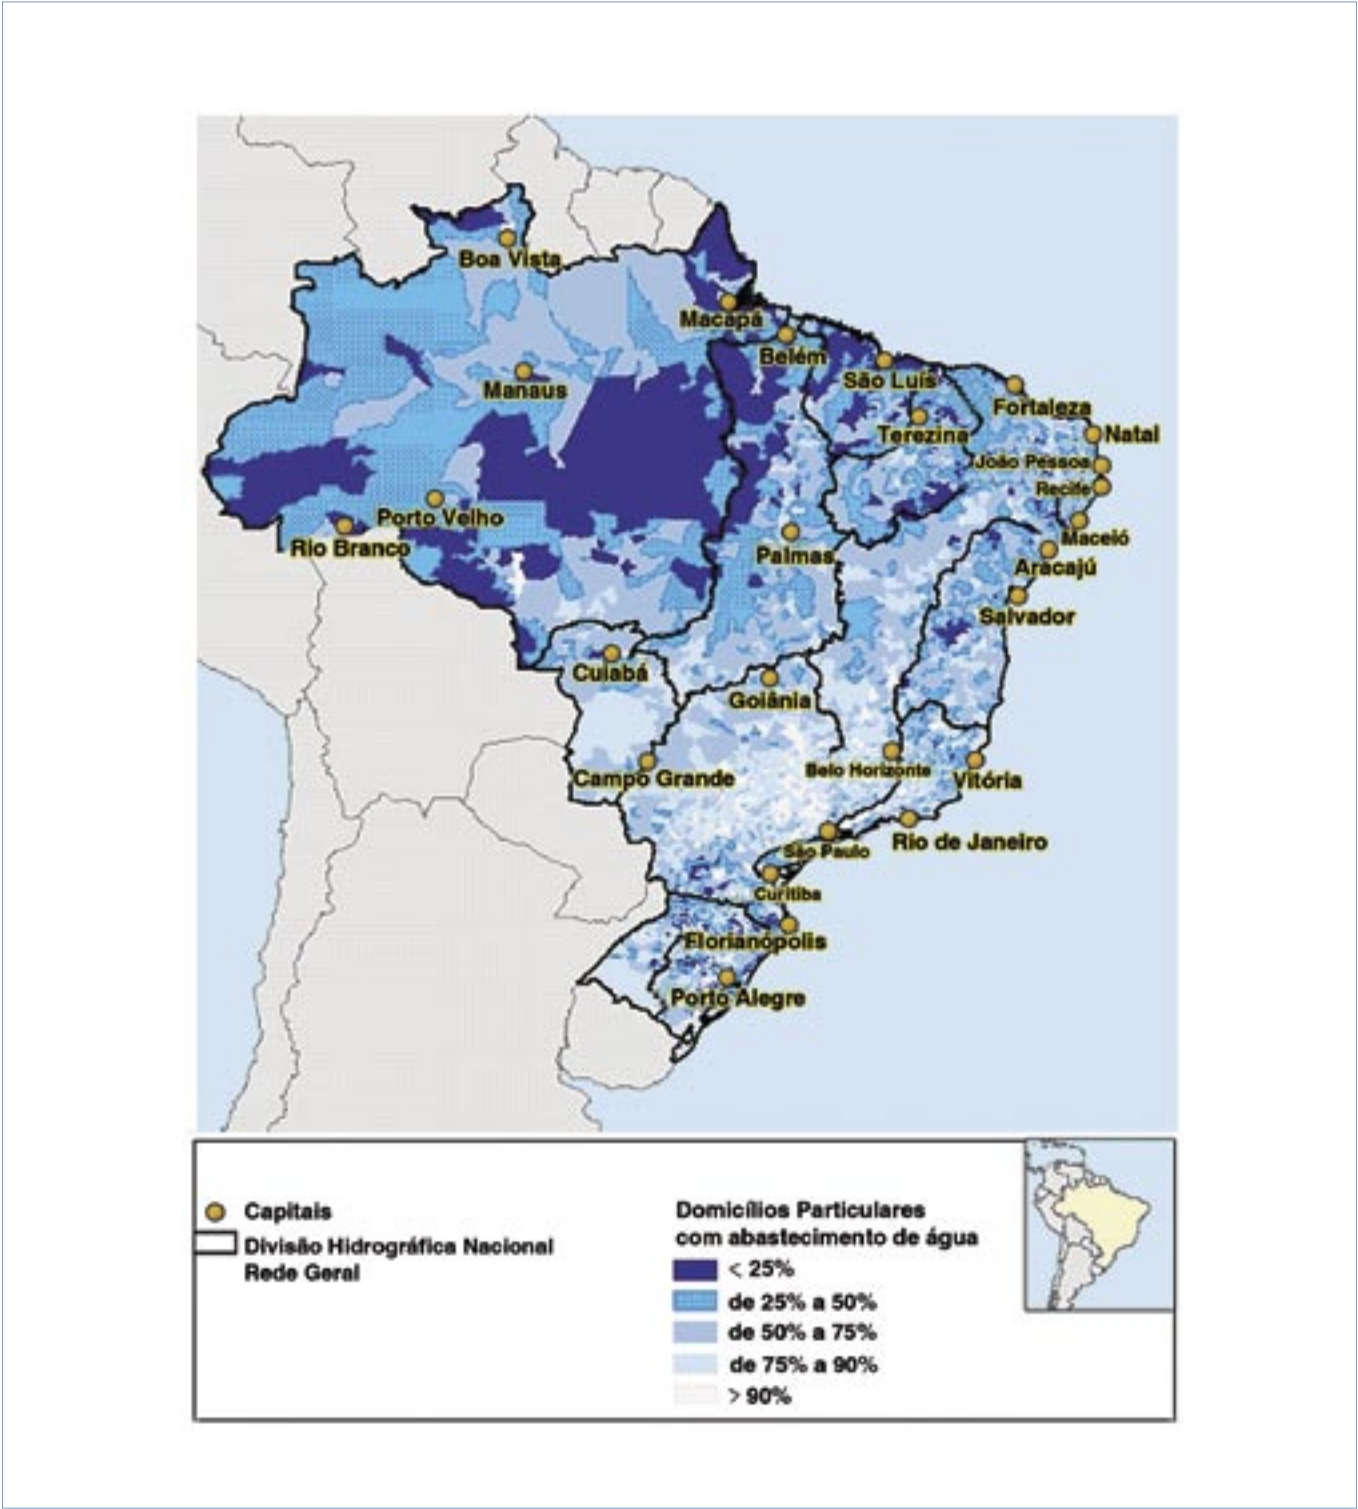 Boa Vista
Macapá
Belém
São Luís
Manaus
Fortaleza
Terezina
Natal
João Pessoa
Recife
Porto Velho
Maceió
Rio Branco
Palmas
Aracajú
Salvador
Cuiabá
Goiânia
Belo Horizonte
Campo Grande
Vitória
Rio de Janeiro
São Paulo
Curitiba
Florianópolis
Porto Alegre
Capitais
Divisão Hidrográfica Nacional
Rede Geral
Domicílios Particulares
com abastecimento de água
< 25%
de 25% a 50%
de 50% a 75%
de 75% a 90%
> 90%